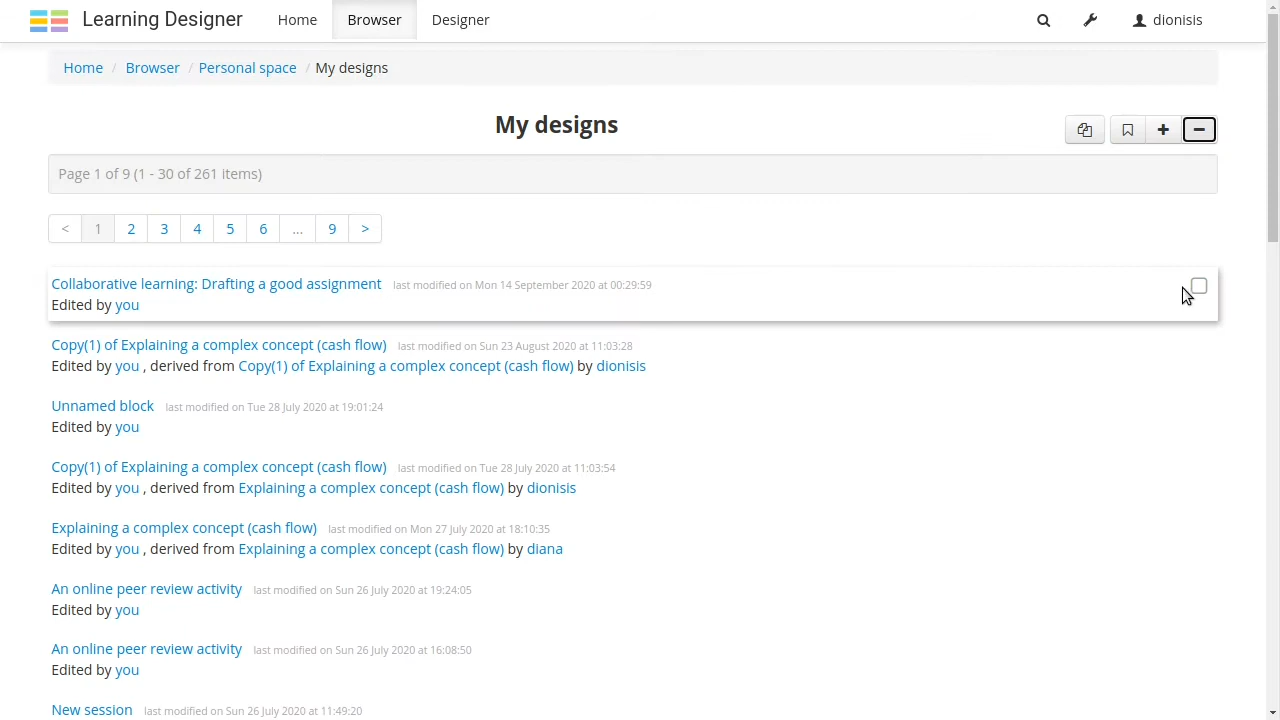 Learning Designer Home Browser Designer dionisis
Home / Browser / Personal space / My designs
My designs
Page 1 of 9 (1 - 30 of 261 items)
< 1 2 3 4 5 6 ... 9 >
Collaborative learning: Drafting a good assignment last modified on Mon 14 September 2020 at 00:29:59
Edited by you
Copy(1) of Explaining a complex concept (cash flow) last modified on Sun 23 August 2020 at 11:03:28
Edited by you , derived from Copy(1) of Explaining a complex concept (cash flow) by dionisis
Unnamed block last modified on Tue 28 July 2020 at 19:01:24
Edited by you
Copy(1) of Explaining a complex concept (cash flow) last modified on Tue 28 July 2020 at 11:03:54
Edited by you , derived from Explaining a complex concept (cash flow) by dionisis
Explaining a complex concept (cash flow) last modified on Mon 27 July 2020 at 18:10:35
Edited by you , derived from Explaining a complex concept (cash flow) by diana
An online peer review activity last modified on Sun 26 July 2020 at 19:24:05
Edited by you
An online peer review activity last modified on Sun 26 July 2020 at 16:08:50
Edited by you
New session last modified on Sun 26 July 2020 at 11:49:20